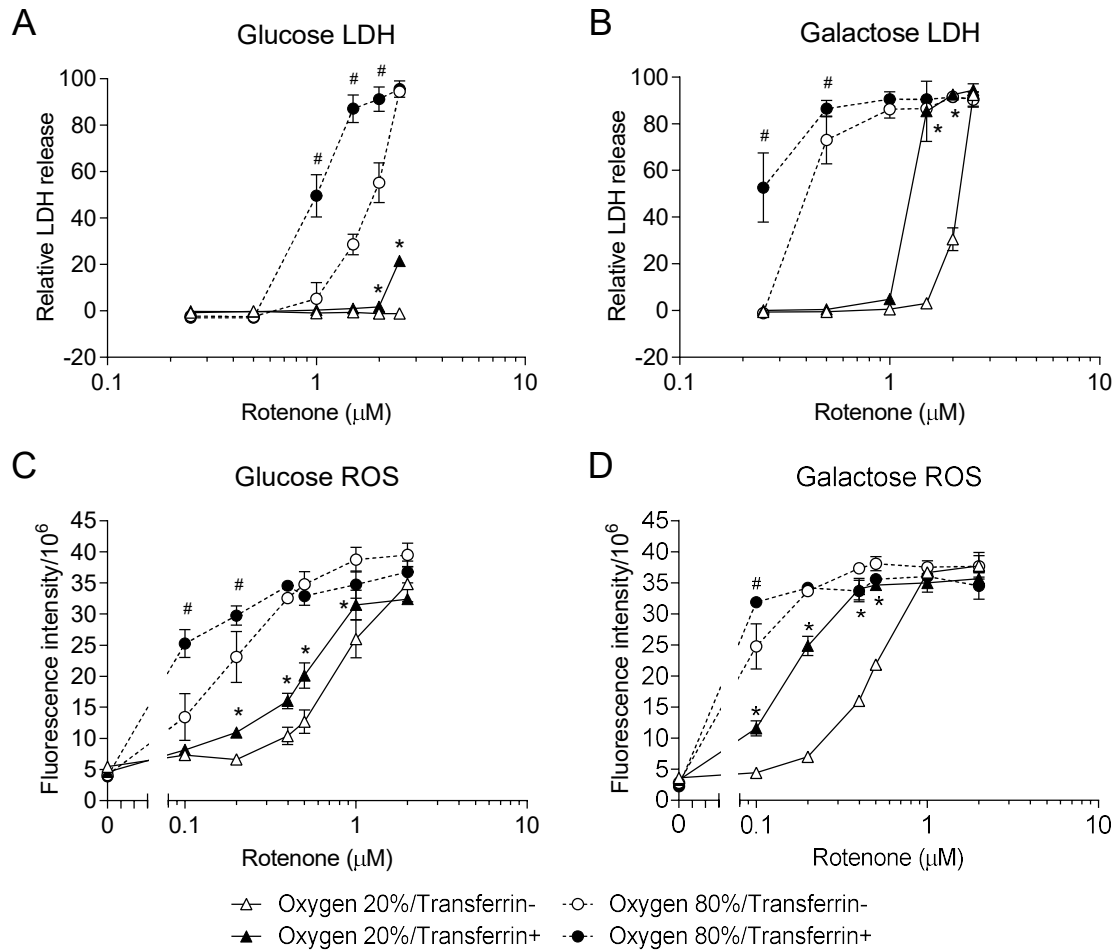 A
Glucose LDH
Relative LDH release
100
80
60
40
20
0
-20
# # # * *
0.1 1 10
Rotenone (μM)
B
Galactose LDH
Relative LDH release
100
80
60
40
20
0
-20
# # * *
0.1 1 10
Rotenone (μM)
C
Glucose ROS
Fluorescence intensity/10⁶
45
40
35
30
25
20
15
10
5
0
# # * * * *
0 0.1 1 10
Rotenone (μM)
D
Galactose ROS
Fluorescence intensity/10⁶
45
40
35
30
25
20
15
10
5
0
# * * * *
0 0.1 1 10
Rotenone (μM)
Oxygen 20%/Transferrin-
Oxygen 80%/Transferrin-
Oxygen 20%/Transferrin+
Oxygen 80%/Transferrin+